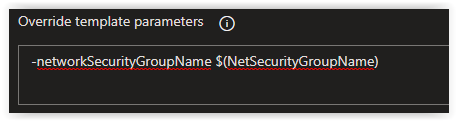 Override template parameters
-networkSecurityGroupName $(NetSecurityGroupName)